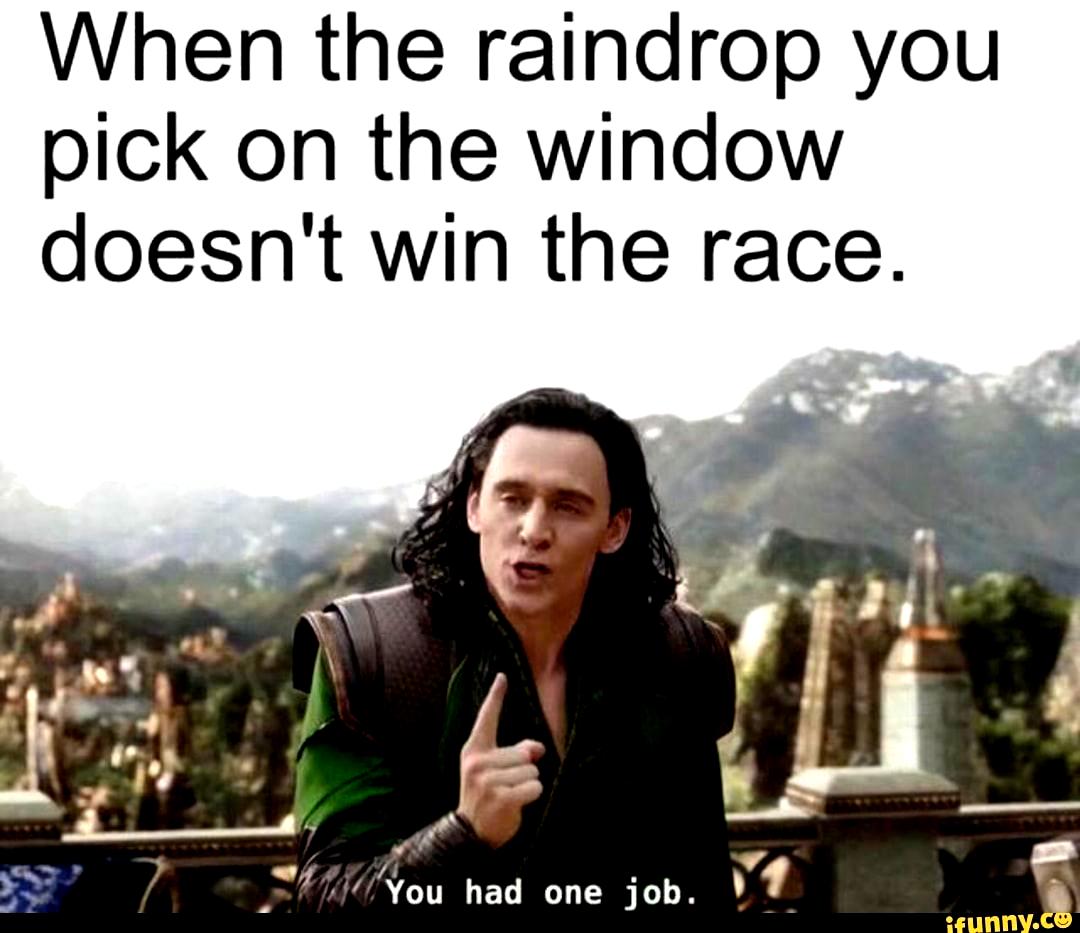 When the raindrop you
pick on the window
doesn't win the race.
You had one job.
ifunny.co